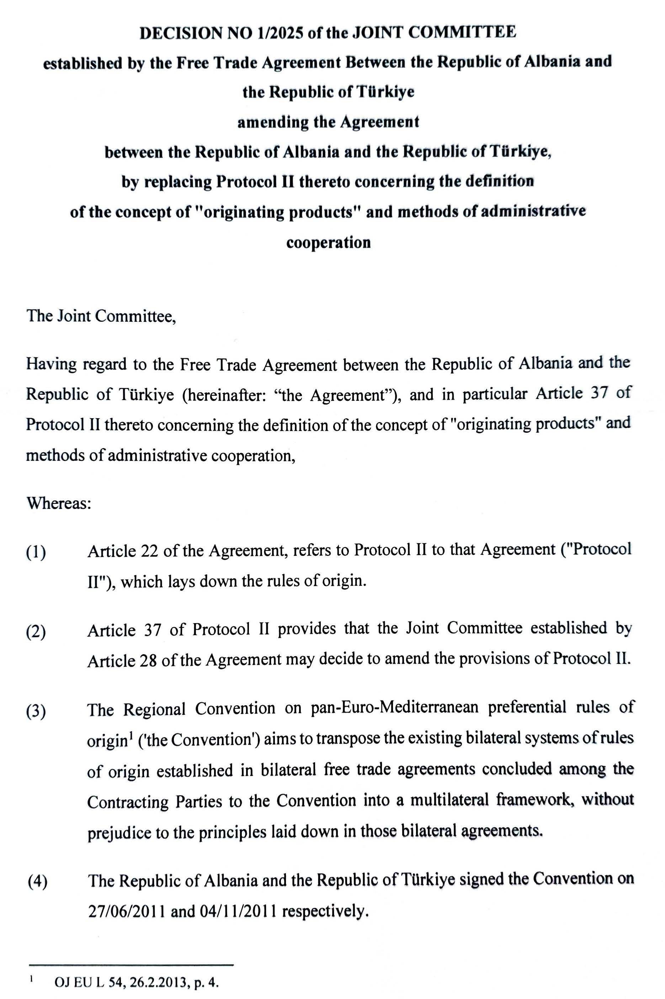 DECISION NO 1/2025 of the JOINT COMMITTEE
established by the Free Trade Agreement Between the Republic of Albania and
the Republic of Türkiye
amending the Agreement
between the Republic of Albania and the Republic of Türkiye,
by replacing Protocol II thereto concerning the definition
of the concept of "originating products" and methods of administrative
cooperation
The Joint Committee,
Having regard to the Free Trade Agreement between the Republic of Albania and the
Republic of Türkiye (hereinafter: “the Agreement”), and in particular Article 37 of
Protocol II thereto concerning the definition of the concept of "originating products" and
methods of administrative cooperation,
Whereas:
(1) Article 22 of the Agreement, refers to Protocol II to that Agreement ("Protocol
II"), which lays down the rules of origin.
(2) Article 37 of Protocol II provides that the Joint Committee established by
Article 28 of the Agreement may decide to amend the provisions of Protocol II.
(3) The Regional Convention on pan-Euro-Mediterranean preferential rules of
origin¹ ('the Convention') aims to transpose the existing bilateral systems of rules
of origin established in bilateral free trade agreements concluded among the
Contracting Parties to the Convention into a multilateral framework, without
prejudice to the principles laid down in those bilateral agreements.
(4) The Republic of Albania and the Republic of Türkiye signed the Convention on
27/06/2011 and 04/11/2011 respectively.
¹ OJ EU L 54, 26.2.2013, p. 4.